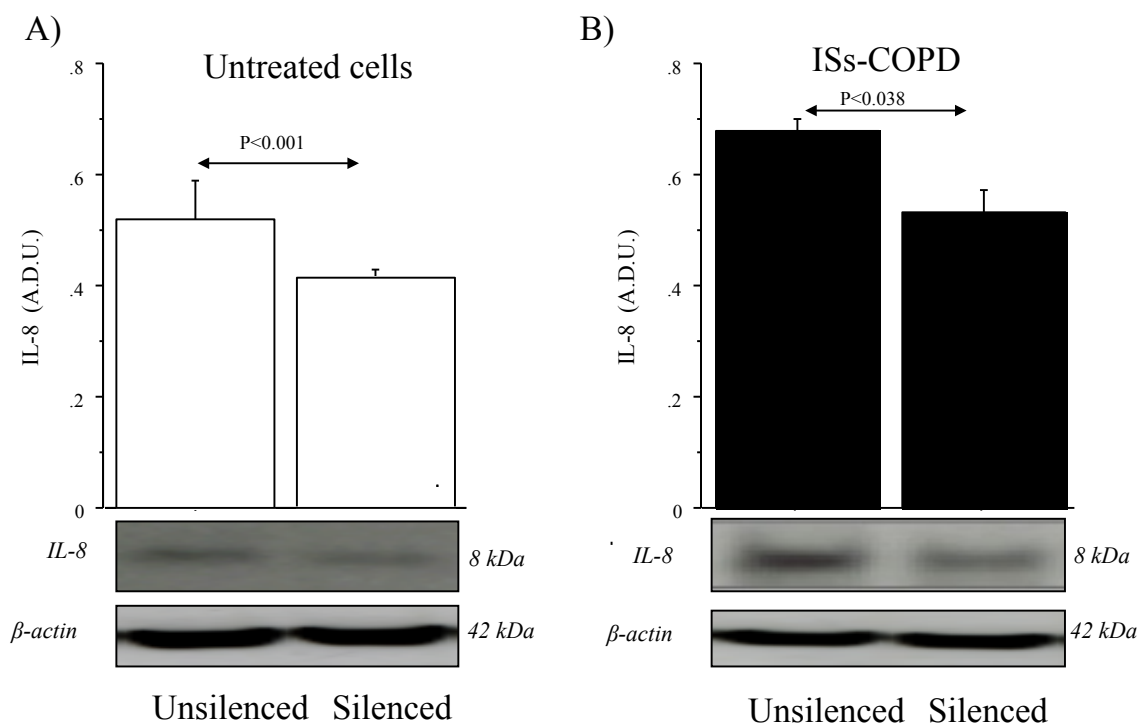 A)
Untreated cells
.8
P<0.001
.6
.4
.2
0
IL-8 (A.D.U.)
IL-8
8 kDa
β-actin
42 kDa
Unsilenced Silenced
B)
ISs-COPD
.8
P<0.038
.6
.4
.2
0
IL-8 (A.D.U.)
IL-8
8 kDa
β-actin
42 kDa
Unsilenced Silenced